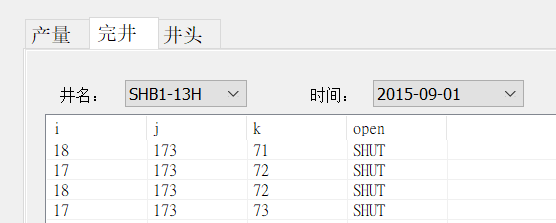 产量 完井 井头
井名： SHB1-13H 时间： 2015-09-01
i j k open
18 173 71 SHUT
17 173 72 SHUT
18 173 72 SHUT
17 173 73 SHUT